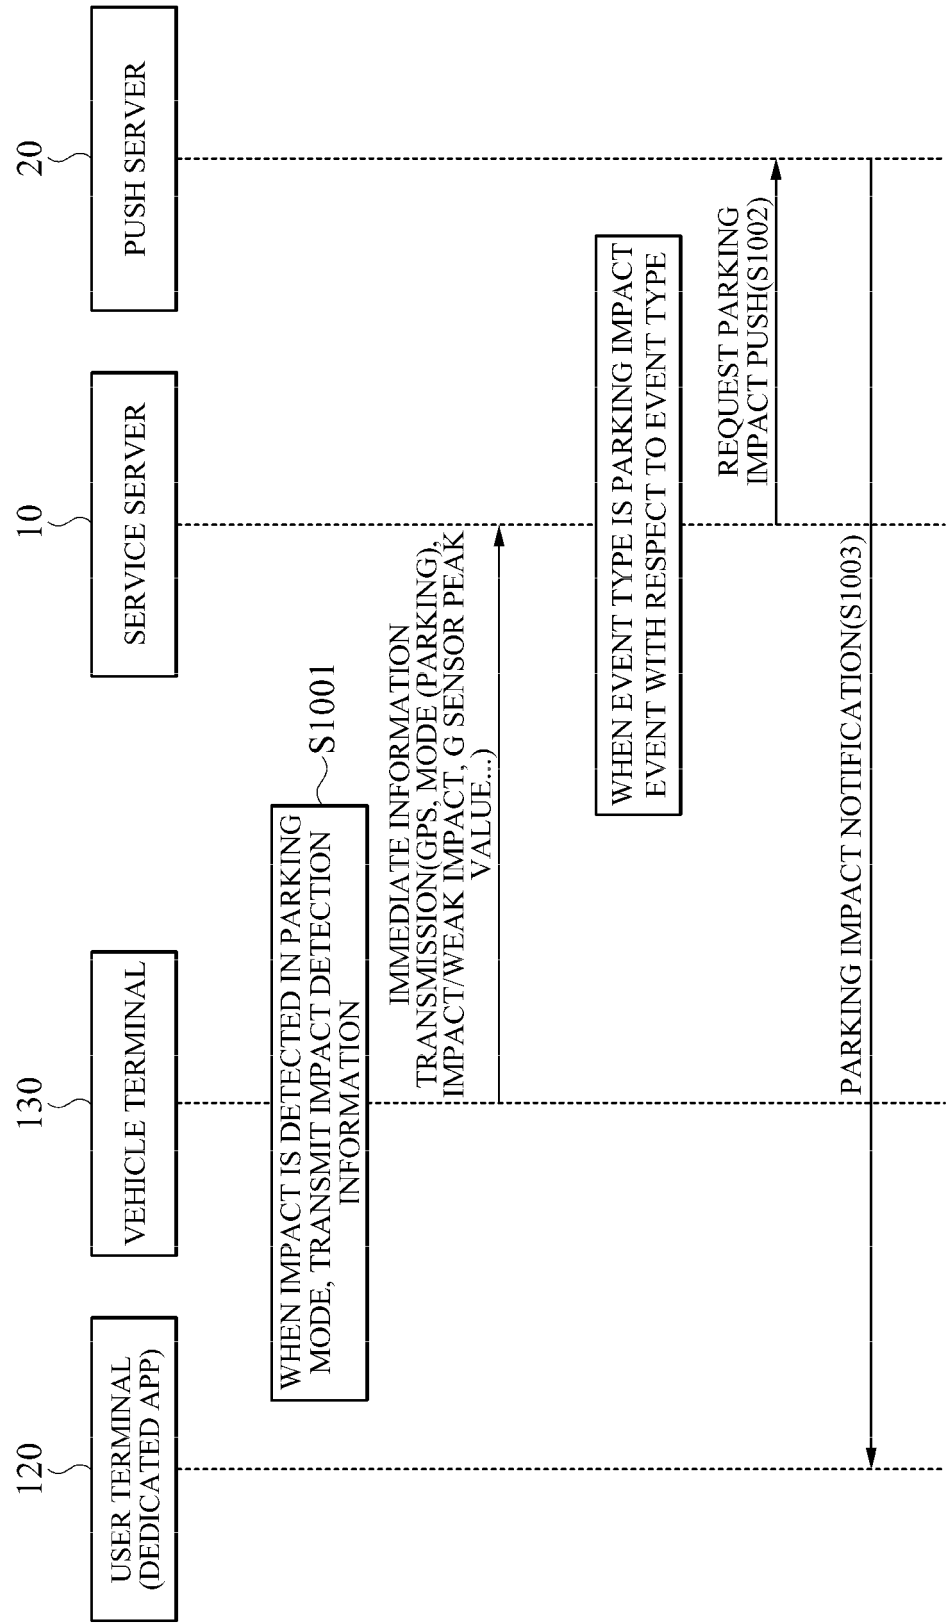 120
USER TERMINAL
(DEDICATED APP)
130
VEHICLE TERMINAL
10
SERVICE SERVER
20
PUSH SERVER
WHEN IMPACT IS DETECTED IN PARKING
MODE, TRANSMIT IMPACT DETECTION
INFORMATION
S1001
IMMEDIATE INFORMATION
TRANSMISSION(GPS, MODE (PARKING),
IMPACT/WEAK IMPACT, G SENSOR PEAK
VALUE...)
WHEN EVENT TYPE IS PARKING IMPACT
EVENT WITH RESPECT TO EVENT TYPE
REQUEST PARKING
IMPACT PUSH(S1002)
PARKING IMPACT NOTIFICATION(S1003)